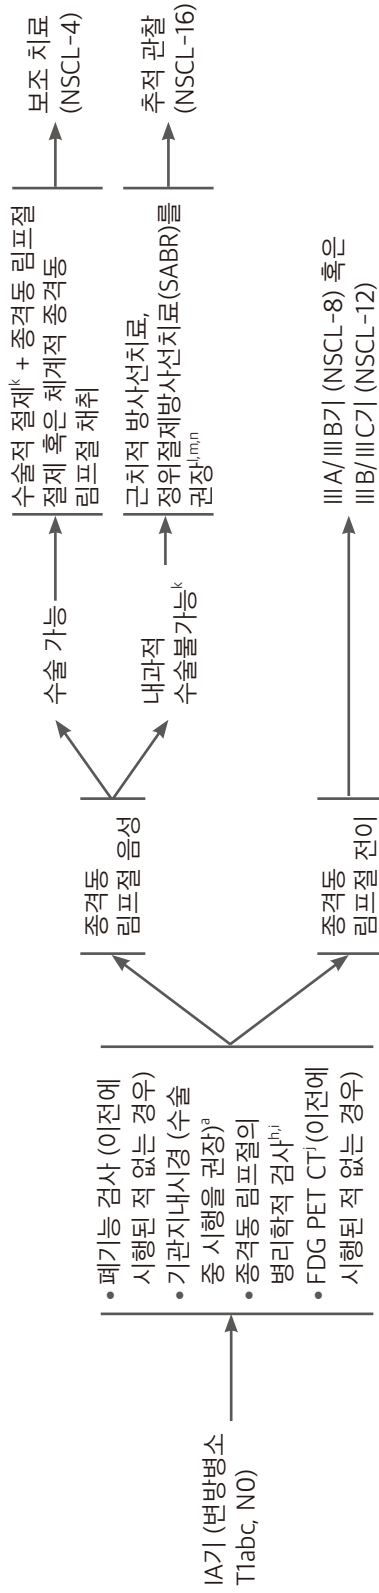 IA기 (변방병소
T1abc, N0)
• 폐기능 검사 (이전에
시행된 적 없는 경우)
• 기관지내시경 (수술
중 시행을 권장)ᵃ
• 종격동 림프절의
병리학적 검사ʰ,ⁱ
• FDG PET CTʲ (이전에
시행된 적 없는 경우)
종격동
림프절 음성
수술 가능
수술적 절제ᵏ + 종격동 림프절
절제 혹은 체계적 종격동
림프절 채취
보조 치료
(NSCL-4)
내과적
수술불가능ᵏ
근치적 방사선치료,
정위절제방사선치료(SABR)를
권장ˡ,ᵐ,ⁿ
추적 관찰
(NSCL-16)
종격동
림프절 전이
ⅢA/ⅢB기 (NSCL-8) 혹은
ⅢB/ⅢC기 (NSCL-12)